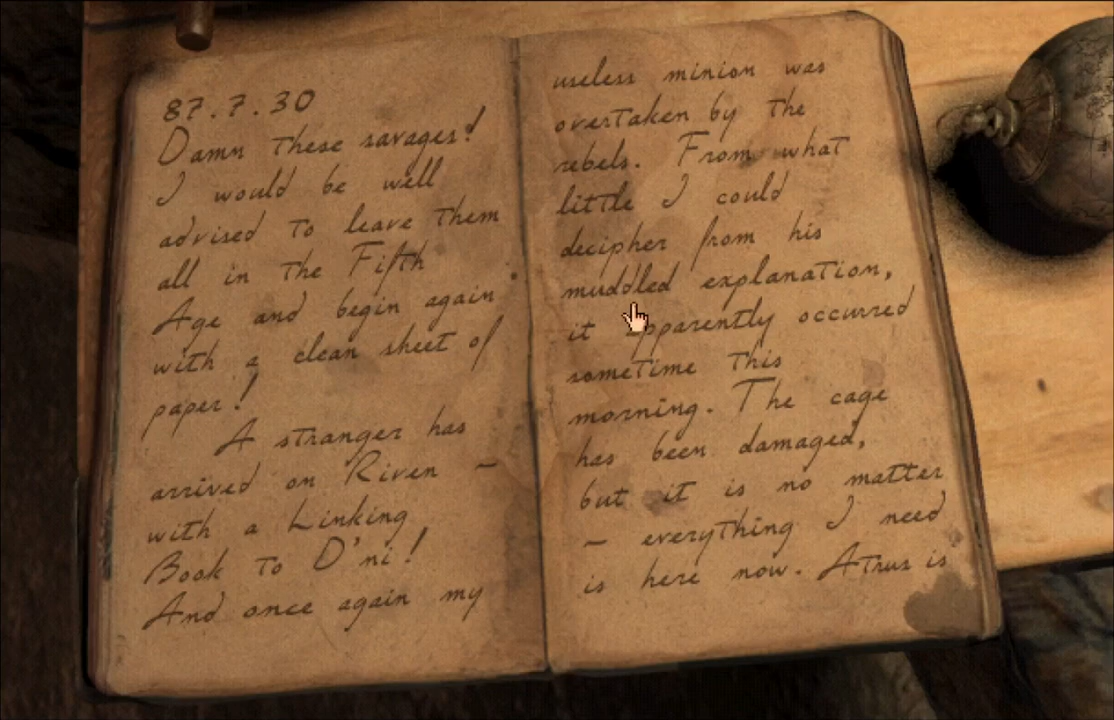 87.7.30
Damn these savages!
I would be well
advised to leave them
all in the Fifth
Age and begin again
with a clean sheet of
paper!
A stranger has
arrived on Riven -
with a Linking
Book to D'ni!
And once again my
useless minion was
overtaken by the
rebels. From what
little I could
decipher from his
muddled explanation,
it apparently occurred
sometime this
morning. The cage
has been damaged,
but it is no matter
- everything I need
is here now. Atrus is